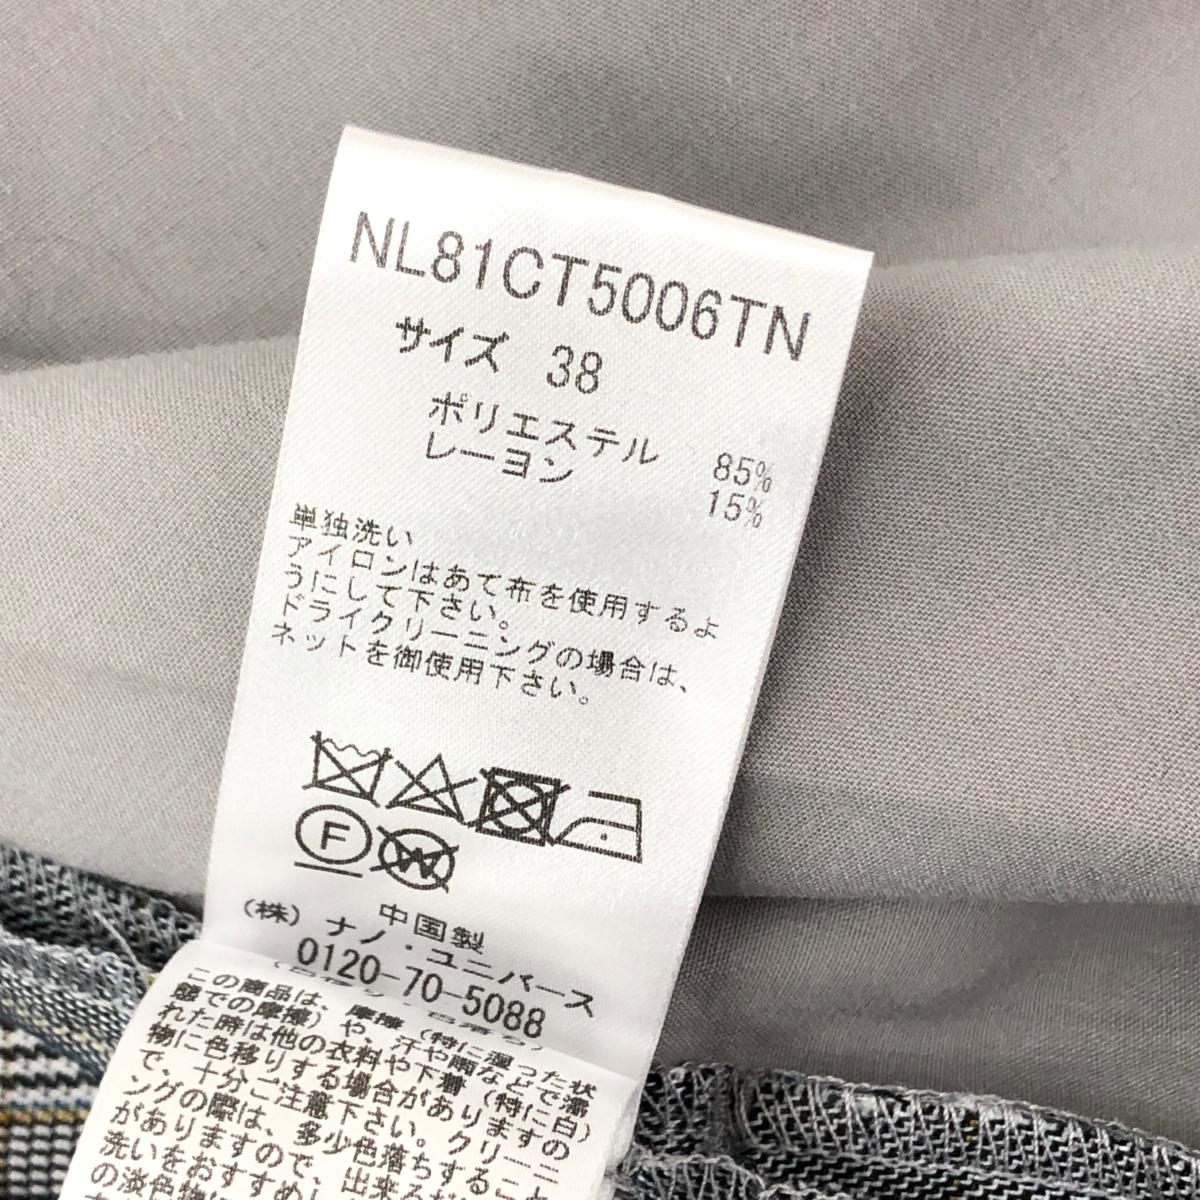 NL81CT5006TN
サイズ 38
ポリエステル 85%
レーヨン 15%
単独洗い
アイロンはあて布を使用するよ
うにして下さい。
ドライクリーニングの場合は、
ネットを御使用下さい。
F
W
中国製
(株) ナノ・ユニバース
0120-70-5088
この商品は、摩擦(特に湿った状
態での摩擦)や、汗や雨などで濡
れた時は他の衣料や下着(特に白)
物に色移りする場合がありますの
で、十分ご注意下さい。クリーニ
ングの際は、多少色落ちすること
がありますので、出来るだけ
洗いをおすすめし
の淡色物に